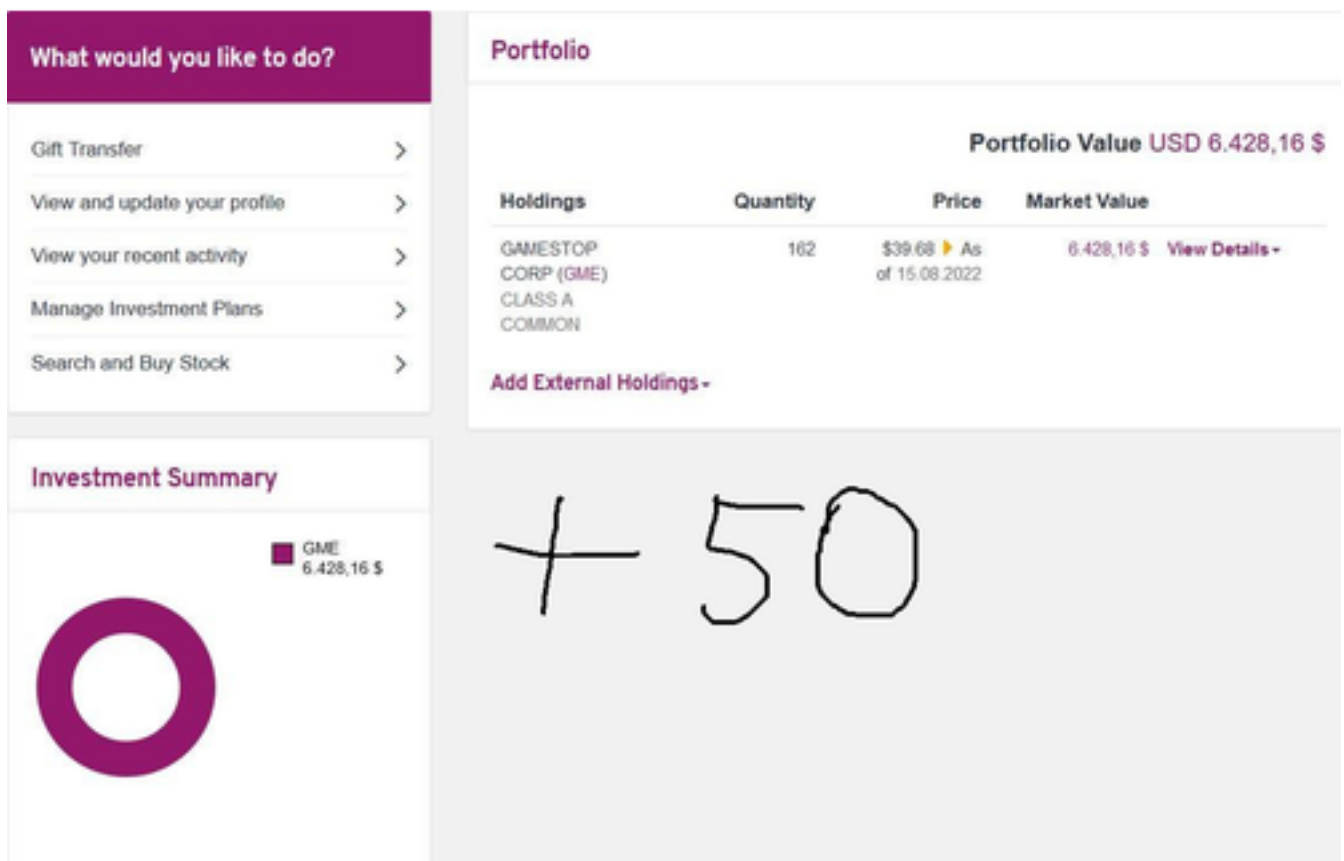 What would you like to do?
Gift Transfer
View and update your profile
View your recent activity
Manage Investment Plans
Search and Buy Stock
Portfolio
Portfolio Value USD 6.428,16 $
Holdings Quantity Price Market Value
GAMESTOP 162 $39.68 As 6.428,16 $ View Details
CORP (GME) of 15.08.2022
CLASS A
COMMON
Add External Holdings
Investment Summary
GME
6.428,16 $
+ 50